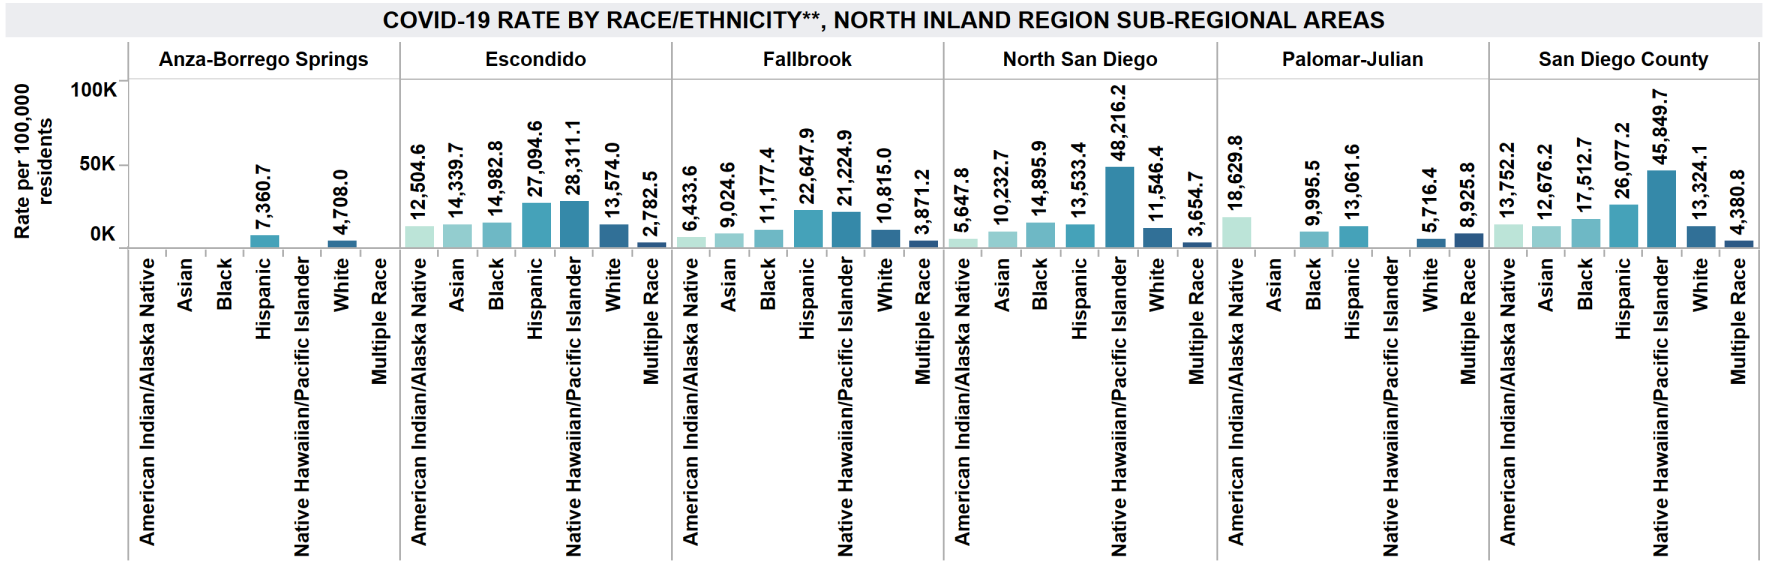 COVID-19 RATE BY RACE/ETHNICITY**, NORTH INLAND REGION SUB-REGIONAL AREAS
Anza-Borrego Springs
Escondido
Fallbrook
North San Diego
Palomar-Julian
San Diego County
Rate per 100,000
residents
100K
50K
0K
7,360.7
4,708.0
12,504.6
14,339.7
14,982.8
27,094.6
28,311.1
13,574.0
2,782.5
6,433.6
9,024.6
11,177.4
22,647.9
21,224.9
10,815.0
3,871.2
5,647.8
10,232.7
14,895.9
13,533.4
48,216.2
11,546.4
3,654.7
18,629.8
9,995.5
13,061.6
5,716.4
8,925.8
13,752.2
12,676.2
17,512.7
26,077.2
45,849.7
13,324.1
4,380.8
American Indian/Alaska Native
Asian
Black
Hispanic
Native Hawaiian/Pacific Islander
White
Multiple Race
American Indian/Alaska Native
Asian
Black
Hispanic
Native Hawaiian/Pacific Islander
White
Multiple Race
American Indian/Alaska Native
Asian
Black
Hispanic
Native Hawaiian/Pacific Islander
White
Multiple Race
American Indian/Alaska Native
Asian
Black
Hispanic
Native Hawaiian/Pacific Islander
White
Multiple Race
American Indian/Alaska Native
Asian
Black
Hispanic
Native Hawaiian/Pacific Islander
White
Multiple Race
American Indian/Alaska Native
Asian
Black
Hispanic
Native Hawaiian/Pacific Islander
White
Multiple Race